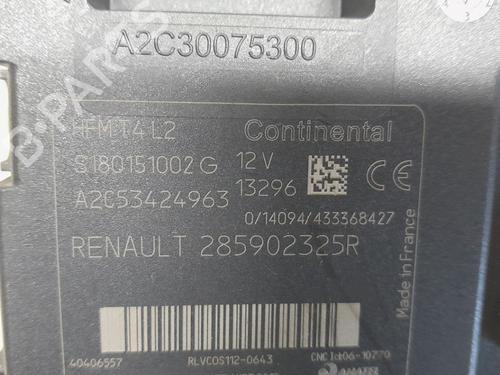 A2C30075300
HFM T4 L2 Continental
S180151002 G 12 V
A2C53424963 13296
0/14094/433368427
RENAULT 285902325R
Made in France
40406557 RLVCOS112-0643
B-PARTS